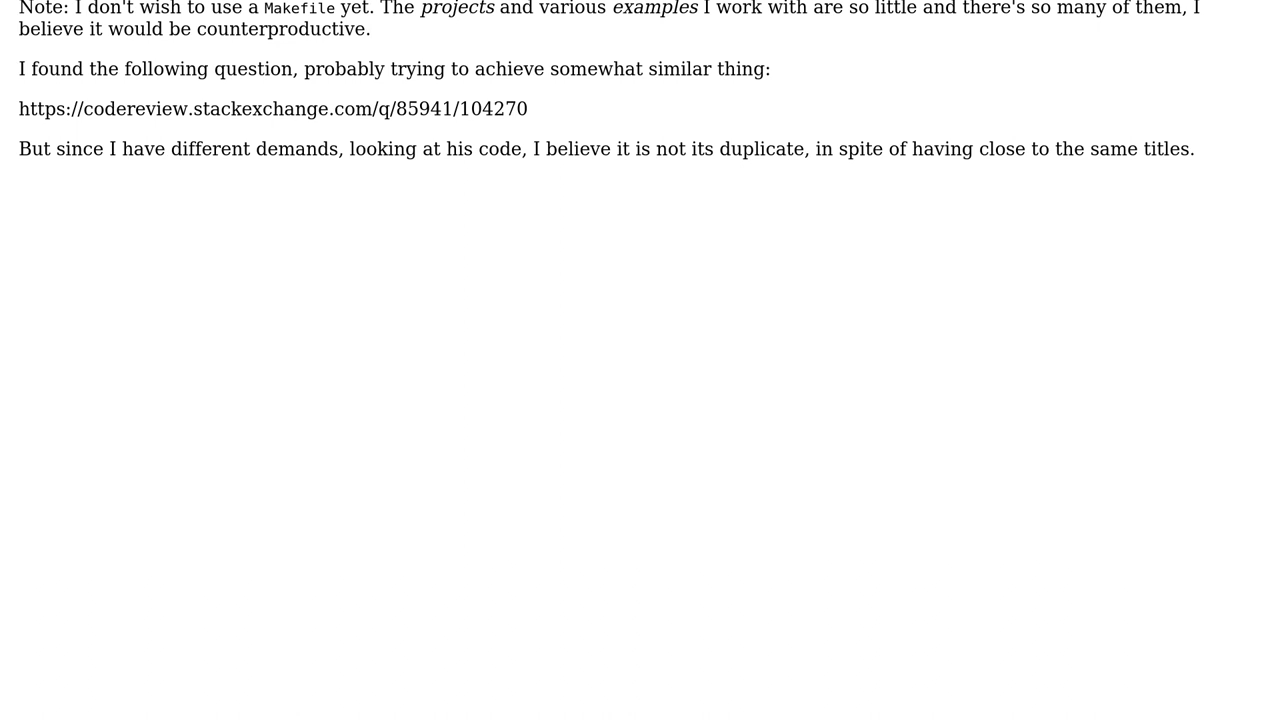 Note: I don't wish to use a Makefile yet. The projects and various examples I work with are so little and there's so many of them, I
believe it would be counterproductive.
I found the following question, probably trying to achieve somewhat similar thing:
https://codereview.stackexchange.com/q/85941/104270
But since I have different demands, looking at his code, I believe it is not its duplicate, in spite of having close to the same titles.